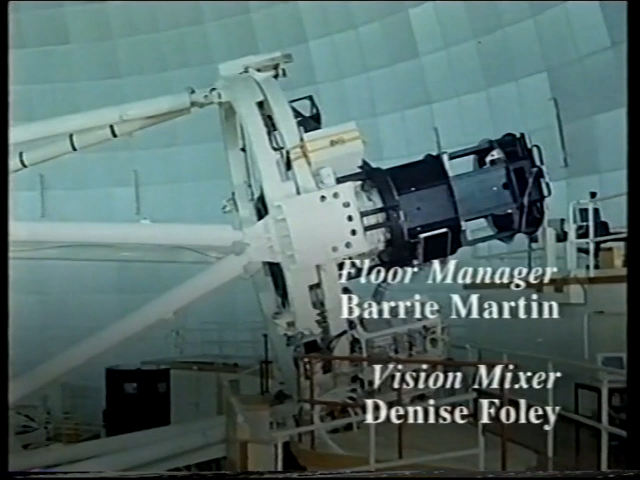 Floor Manager
Barrie Martin
Vision Mixer
Denise Foley